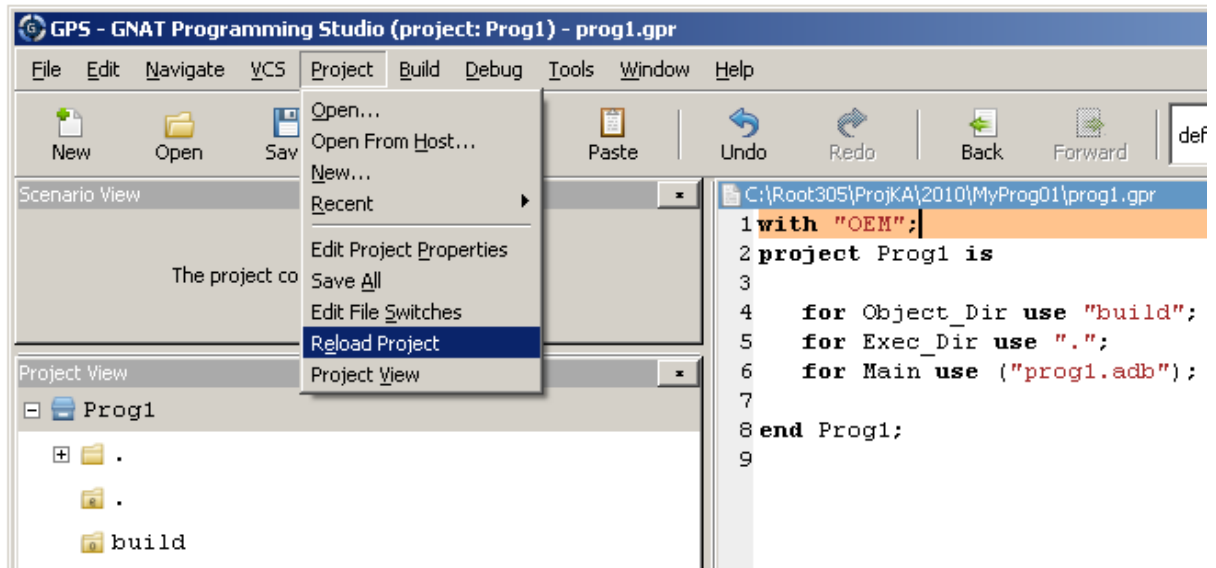 GPS - GNAT Programming Studio (project: Prog1) - prog1.gpr
File Edit Navigate VCS Project Build Debug Tools Window Help
New Open Sav Paste Undo Redo Back Forward def
Open...
Open From Host...
New...
Recent
Edit Project Properties
Save All
Edit File Switches
Reload Project
Project View
Scenario View
The project co
Project View
Prog1
.
.
build
C:\Root305\ProjKA\2010\MyProg01\prog1.gpr
1 with "OEM";
2 project Prog1 is
3
4 for Object_Dir use "build";
5 for Exec_Dir use ".";
6 for Main use ("prog1.adb");
7
8 end Prog1;
9